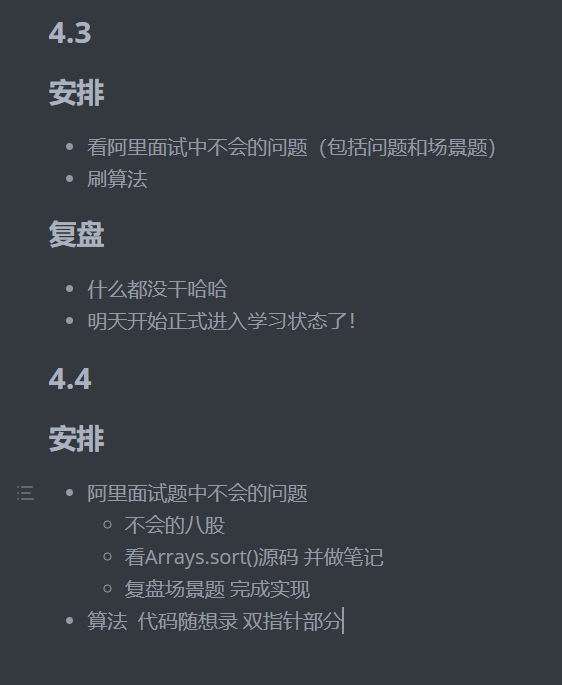 4.3
安排
看阿里面试中不会的问题（包括问题和场景题）
刷算法
复盘
什么都没干哈哈
明天开始正式进入学习状态了！
4.4
安排
阿里面试题中不会的问题
不会的八股
看Arrays.sort()源码 并做笔记
复盘场景题 完成实现
算法  代码随想录 双指针部分